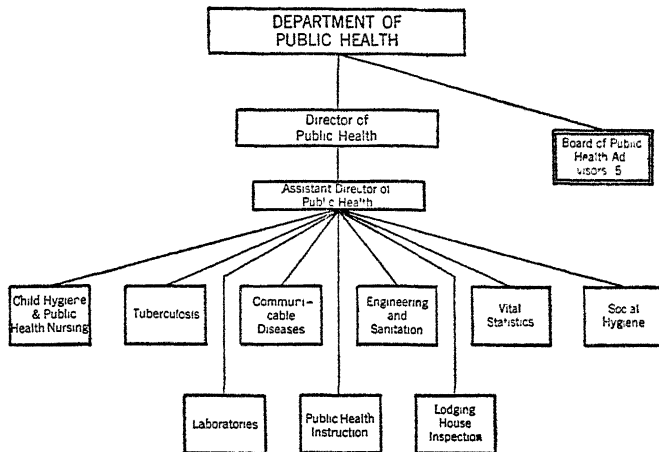 DEPARTMENT OF
PUBLIC HEALTH
Director of
Public Health
Board of Public
Health Ad
visors 5
Assistant Director of
Public Health
Child Hygiene
& Public
Health Nursing
Tuberculosis
Communi-
cable
Diseases
Engineering
and
Sanitation
Vital
Statistics
Social
Hygiene
Laboratories
Public Health
Instruction
Lodging
House
Inspection